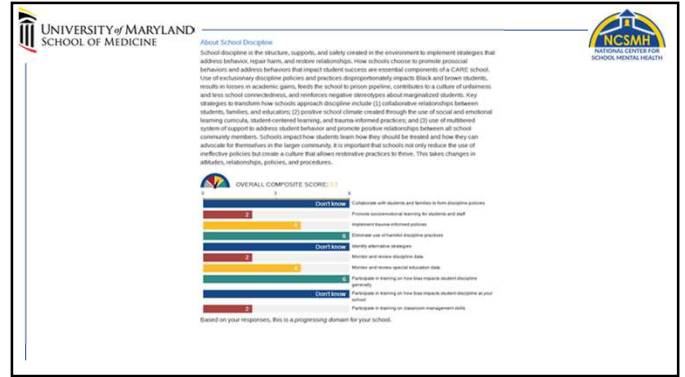 UNIVERSITY of MARYLAND
SCHOOL OF MEDICINE
NCSMH
NATIONAL CENTER FOR
SCHOOL MENTAL HEALTH
About School Discipline
School discipline is the structure, supports, and safety created in the environment to implement strategies that
address behavior, repair harm, and restore relationships. How schools choose to promote prosocial
behaviors and address behaviors that impact student success are essential components of a CARE school.
Use of exclusionary discipline policies and practices disproportionately impacts Black and brown students,
results in losses in academic gains, feeds the school to prison pipeline, contributes to a culture of unfairness
and less school connectedness, and reinforces negative stereotypes about marginalized students. Key
strategies to transform how schools approach discipline include (1) collaborative relationships between
students, families, and educators; (2) positive school climate created through the use of social and emotional
learning curricula, student-centered learning, and trauma-informed practices; and (3) use of multitiered
system of support to address student behavior and promote positive relationships between all school
community members. Schools impact how students learn how they should be treated and how they can
advocate for themselves in the larger community. It is important that schools not only reduce the use of
ineffective policies but create a culture that allows restorative practices to thrive. This takes changes in
attitudes, relationships, policies, and procedures.
OVERALL COMPOSITE SCORE:
Don't know Collaborate with students and families to form discipline policies
2 Promote socioemotional learning for students and staff
Implement trauma-informed policies
6 Eliminate use of harmful discipline practices
Don't know Identify alternative strategies
2 Monitor and review discipline data
Monitor and review special education data
6 Participate in training on how bias impacts student discipline
generally
Don't know Participate in training on how bias impacts student discipline at your
school
2 Participate in training on classroom management skills
Based on your responses, this is a progressing domain for your school.